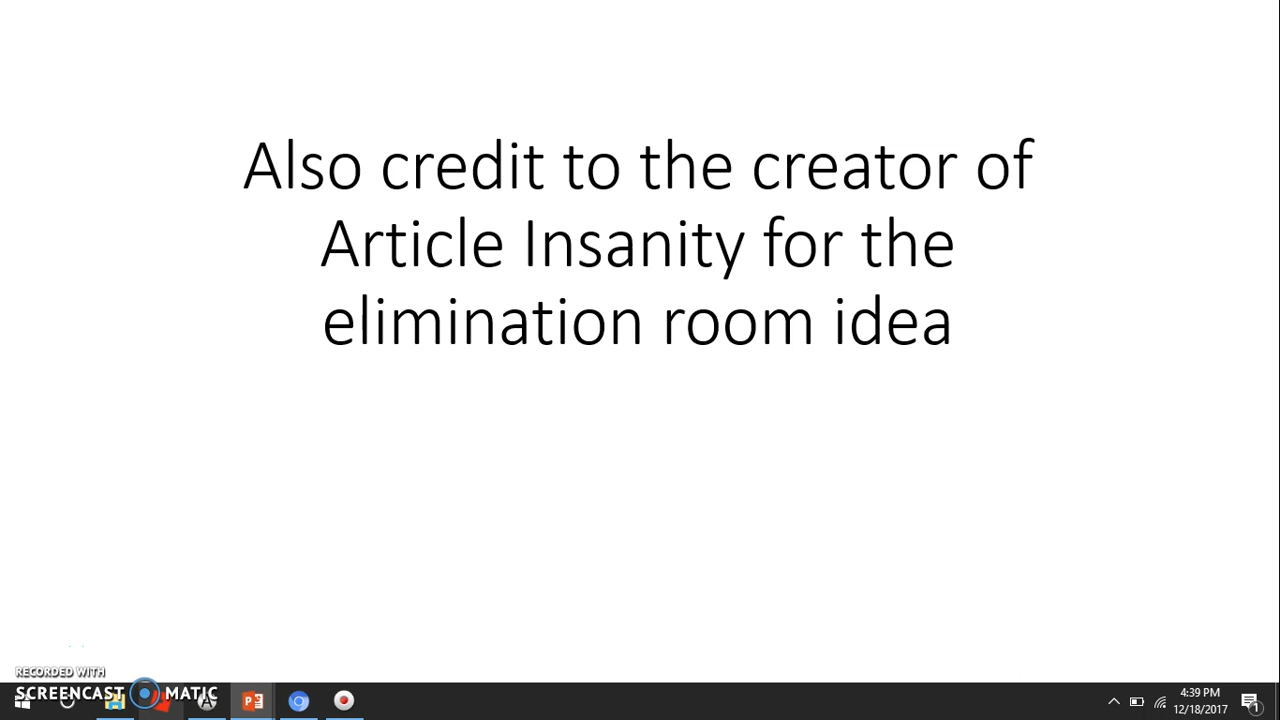 Also credit to the creator of
Article Insanity for the
elimination room idea
RECORDED WITH
SCREENCAST MATIC
4:39 PM
12/18/2017
1